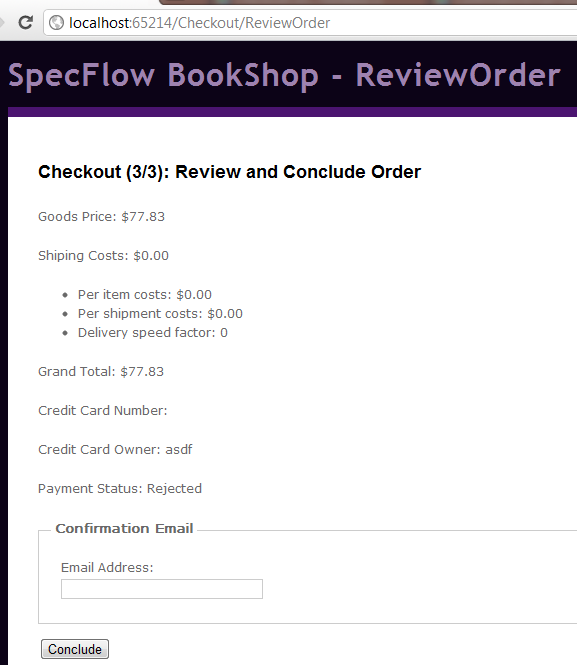 localhost:65214/Checkout/ReviewOrder
SpecFlow BookShop - ReviewOrder
Checkout (3/3): Review and Conclude Order
Goods Price: $77.83
Shiping Costs: $0.00
Per item costs: $0.00
Per shipment costs: $0.00
Delivery speed factor: 0
Grand Total: $77.83
Credit Card Number:
Credit Card Owner: asdf
Payment Status: Rejected
Confirmation Email
Email Address:
Conclude